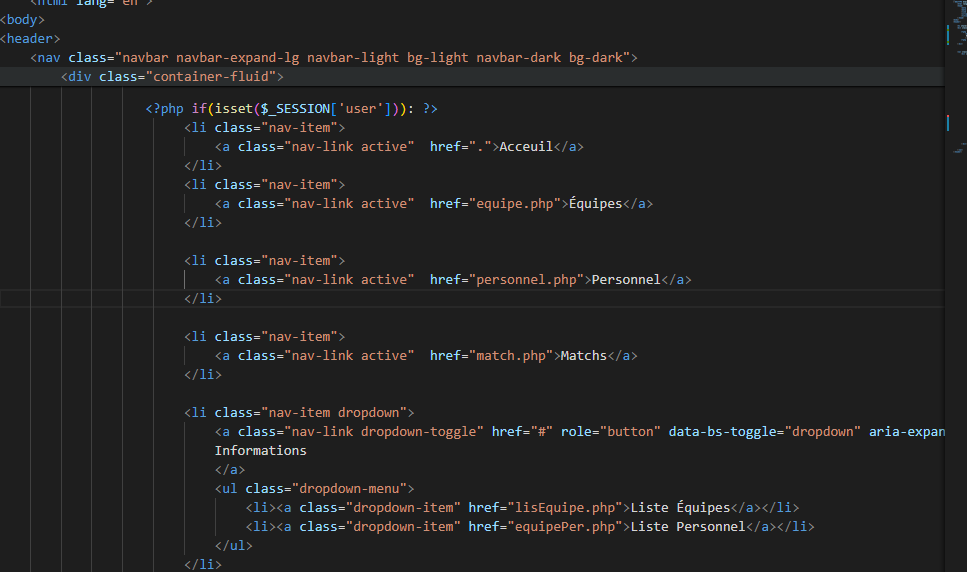 <html lang="en">
<body>
<header>
<nav class="navbar navbar-expand-lg navbar-light bg-light navbar-dark bg-dark">
<div class="container-fluid">
<?php if(isset($_SESSION['user'])): ?>
<li class="nav-item">
<a class="nav-link active"  href=".">Acceuil</a>
</li>
<li class="nav-item">
<a class="nav-link active"  href="equipe.php">Équipes</a>
</li>
<li class="nav-item">
<a class="nav-link active"  href="personnel.php">Personnel</a>
</li>
<li class="nav-item">
<a class="nav-link active"  href="match.php">Matchs</a>
</li>
<li class="nav-item dropdown">
<a class="nav-link dropdown-toggle" href="#" role="button" data-bs-toggle="dropdown" aria-expan
Informations
</a>
<ul class="dropdown-menu">
<li><a class="dropdown-item" href="lisEquipe.php">Liste Équipes</a></li>
<li><a class="dropdown-item" href="equipePer.php">Liste Personnel</a></li>
</ul>
</li>